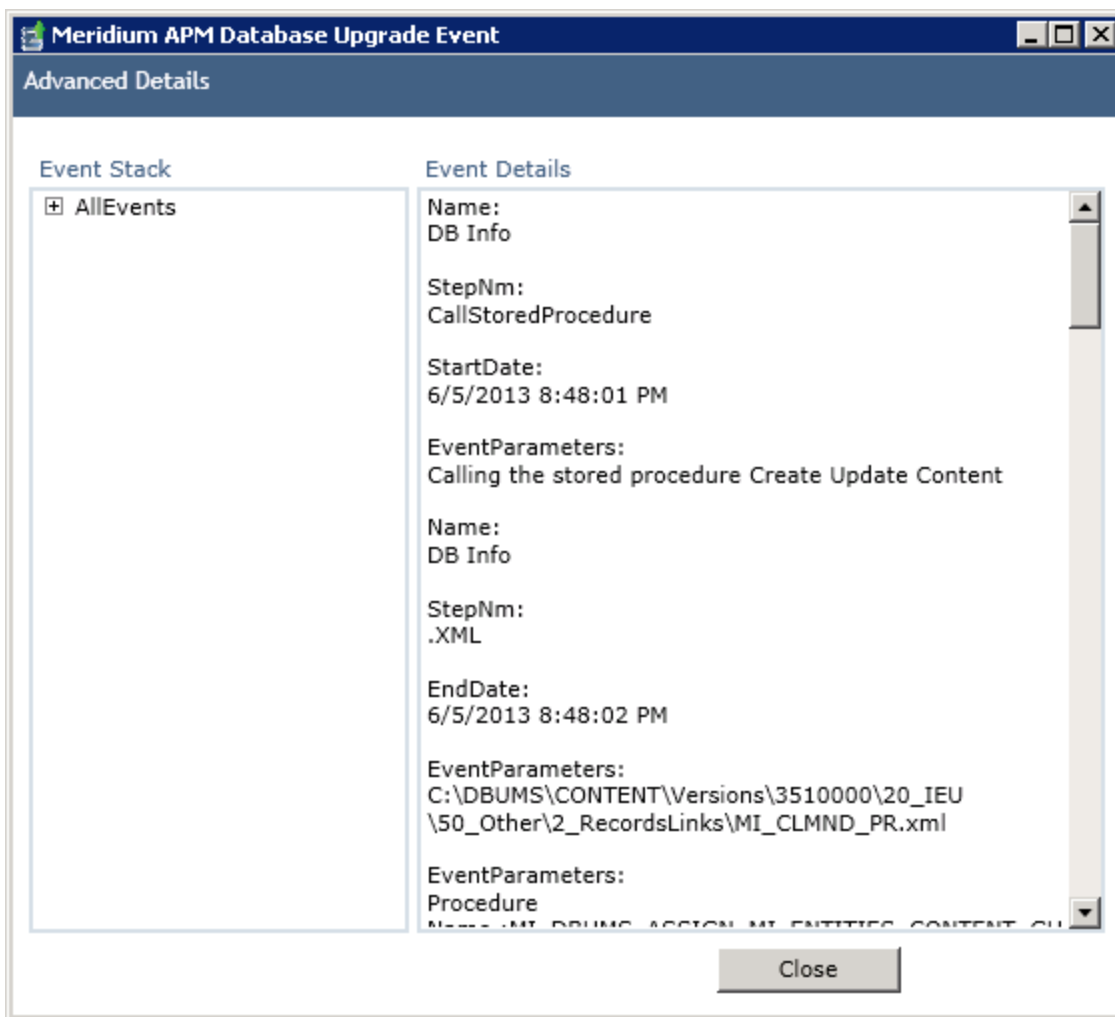 Meridium APM Database Upgrade Event
Advanced Details
Event Stack
AllEvents
Event Details
Name:
DB Info
StepNm:
CallStoredProcedure
StartDate:
6/5/2013 8:48:01 PM
EventParameters:
Calling the stored procedure Create Update Content
Name:
DB Info
StepNm:
.XML
EndDate:
6/5/2013 8:48:02 PM
EventParameters:
C:\DBUMS\CONTENT\Versions\3510000\20_IEU
\50_Other\2_RecordsLinks\MI_CLMND_PR.xml
EventParameters:
Procedure
Close